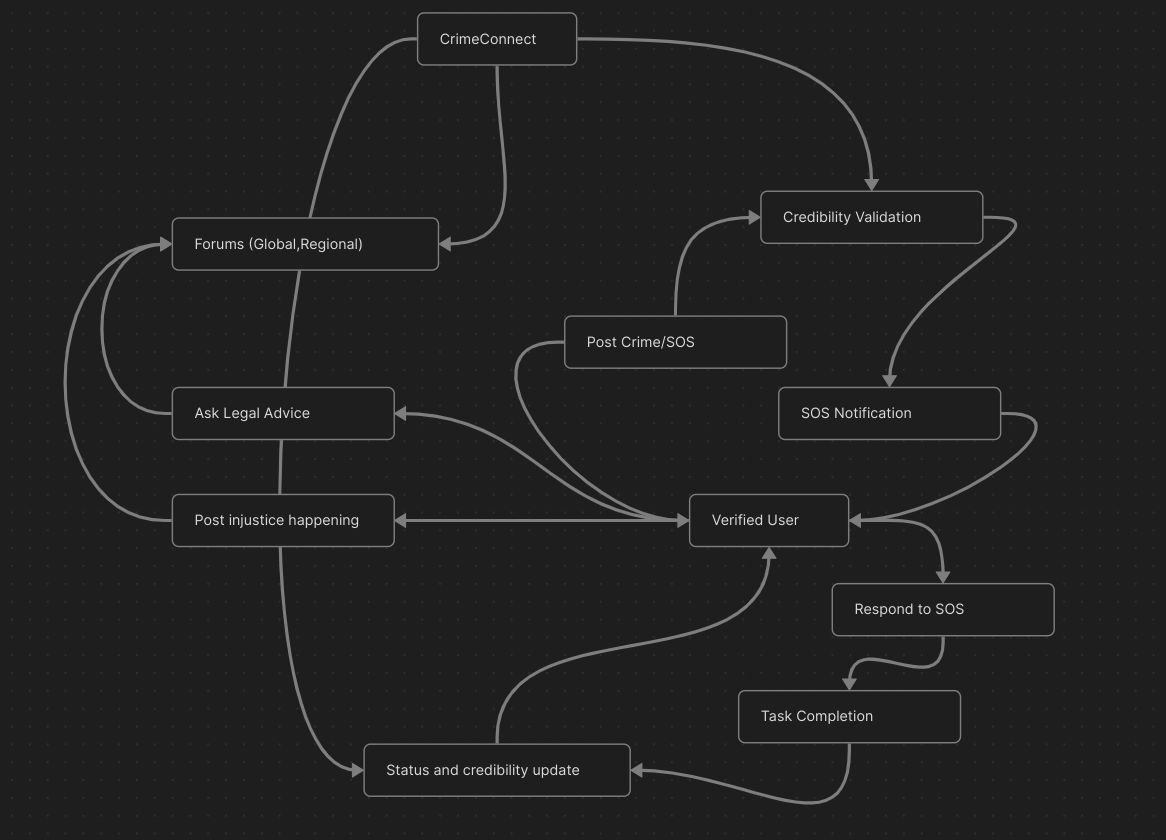 CrimeConnect
Credibility Validation
Forums (Global,Regional)
Post Crime/SOS
Ask Legal Advice
SOS Notification
Post injustice happening
Verified User
Respond to SOS
Task Completion
Status and credibility update